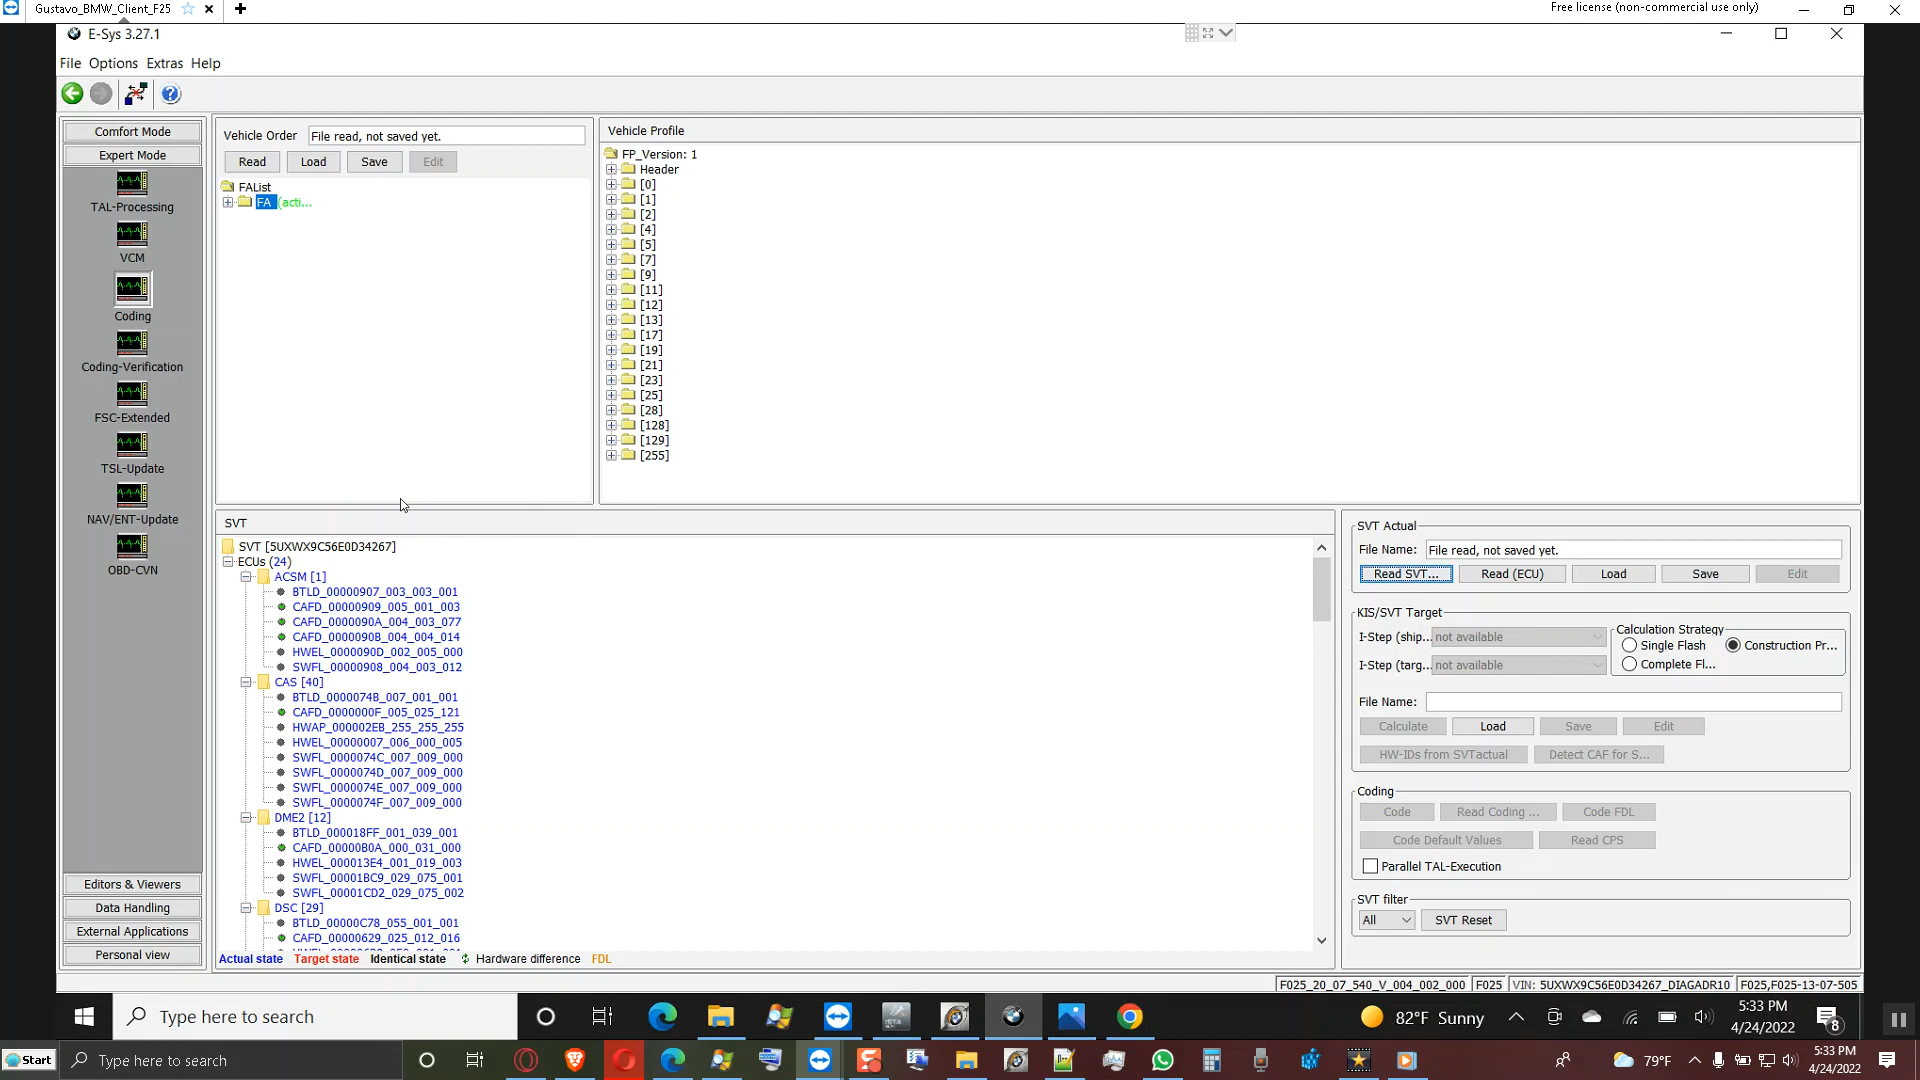 Gustavo_BMW_Client_F25
Free license (non-commercial use only)
E-Sys 3.27.1
File Options Extras Help
Comfort Mode
Expert Mode
TAL-Processing
VCM
Coding
Coding-Verification
FSC-Extended
TSL-Update
NAV/ENT-Update
OBD-CVN
Editors & Viewers
Data Handling
External Applications
Personal view
Vehicle Order File read, not saved yet.
Read Load Save Edit
FAList
FA (acti...
Vehicle Profile
FP_Version: 1
Header
[0]
[1]
[2]
[4]
[5]
[7]
[9]
[11]
[12]
[13]
[17]
[19]
[21]
[23]
[25]
[28]
[128]
[129]
[255]
SVT
SVT [5UXWX9C56E0D34267]
ECUs (24)
ACSM [1]
BTLD_00000907_003_003_001
CAFD_00000909_005_001_003
CAFD_0000090A_004_003_077
CAFD_0000090B_004_004_014
HWEL_0000090D_002_005_000
SWFL_00000908_004_003_012
CAS [40]
BTLD_0000074B_007_001_001
CAFD_0000000F_005_025_121
HWAP_000002EB_255_255_255
HWEL_00000007_006_000_005
SWFL_0000074C_007_009_000
SWFL_0000074D_007_009_000
SWFL_0000074E_007_009_000
SWFL_0000074F_007_009_000
DME2 [12]
BTLD_000018FF_001_039_001
CAFD_00000B0A_000_031_000
HWEL_000013E4_001_019_003
SWFL_00001BC9_029_075_001
SWFL_00001CD2_029_075_002
DSC [29]
BTLD_00000C78_055_001_001
CAFD_00000629_025_012_016
Actual state Target state Identical state Hardware difference FDL
SVT Actual
File Name: File read, not saved yet.
Read SVT... Read (ECU) Load Save Edit
KIS/SVT Target
I-Step (ship... not available
I-Step (targ... not available
Calculation Strategy
Single Flash Construction Pr...
Complete Fl...
File Name:
Calculate Load Save Edit
HW-IDs from SVTactual Detect CAF for S...
Coding
Code Read Coding ... Code FDL
Code Default Values Read CPS
Parallel TAL-Execution
SVT filter
All SVT Reset
F025_20_07_540_V_004_002_000 F025 VIN: 5UXWX9C56E0D34267_DIAGADR10 F025,F025-13-07-505
Type here to search
82°F Sunny
5:33 PM
4/24/2022
8
Start
Type here to search
79°F
5:33 PM
4/24/2022